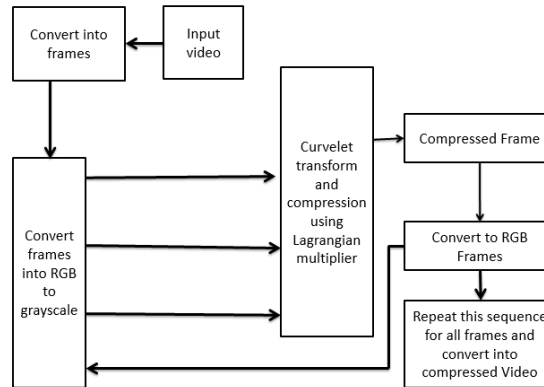 Convert into
frames
Input
video
Convert
frames
into RGB
to
grayscale
Curvelet
transform
and
compression
using
Lagrangian
multiplier
Compressed Frame
Convert to RGB
Frames
Repeat this sequence
for all frames and
convert into
compressed Video